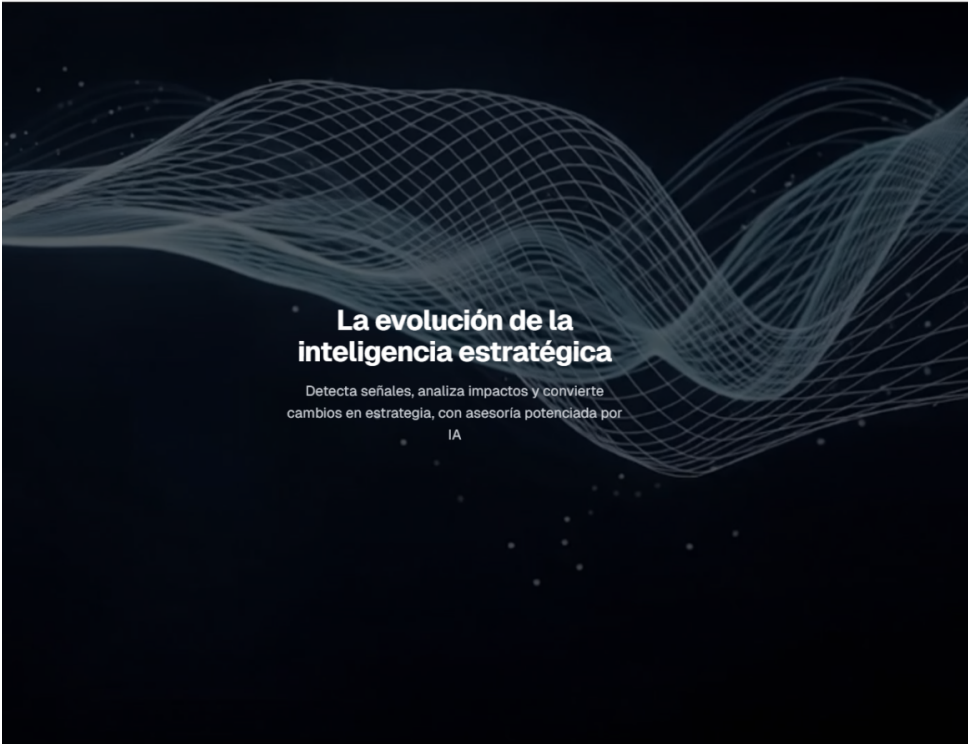 La evolución de la
inteligencia estratégica
Detecta señales, analiza impactos y convierte
cambios en estrategia, con asesoría potenciada por
IA